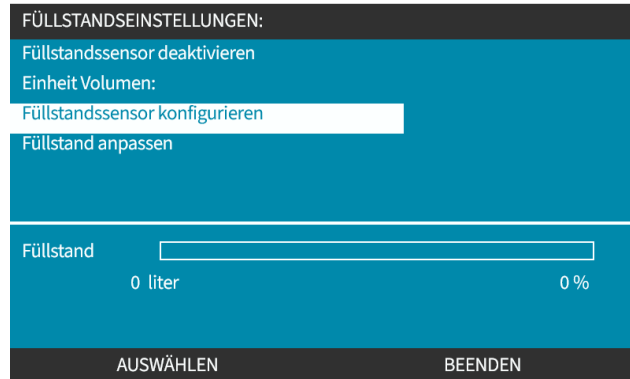 FÜLLSTANDSEINSTELLUNGEN:
Füllstandssensor deaktivieren
Einheit Volumen:
Füllstandssensor konfigurieren
Füllstand anpassen
Füllstand
0 liter 0 %
AUSWÄHLEN BEENDEN